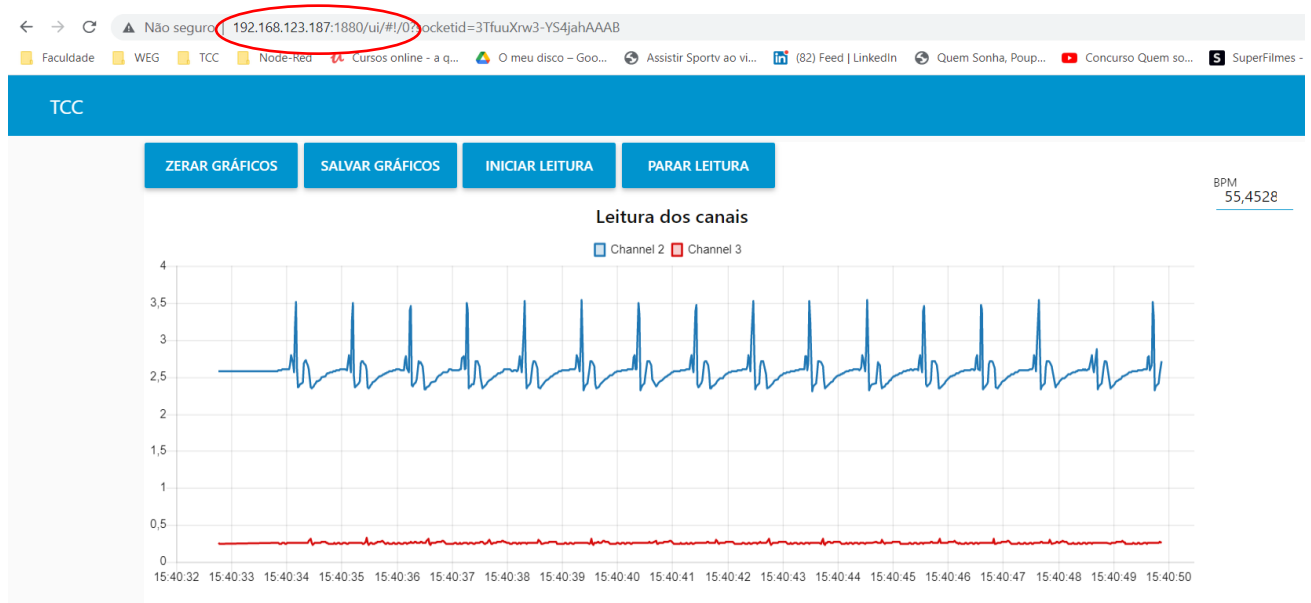 Não seguro | 192.168.123.187:1880/ui/#!/0?socketid=3TfuuXrw3-YS4jahAAAB
Faculdade WEG TCC Node-Red Cursos online - a q... O meu disco – Goo... Assistir Sportv ao vi... (82) Feed | LinkedIn Quem Sonha, Poup... Concurso Quem so... SuperFilmes -
TCC
ZERAR GRÁFICOS SALVAR GRÁFICOS INICIAR LEITURA PARAR LEITURA
BPM
55,4528
Leitura dos canais
Channel 2 Channel 3
4
3,5
3
2,5
2
1,5
1
0,5
0
15:40:32 15:40:33 15:40:34 15:40:35 15:40:36 15:40:37 15:40:38 15:40:39 15:40:40 15:40:41 15:40:42 15:40:43 15:40:44 15:40:45 15:40:46 15:40:47 15:40:48 15:40:49 15:40:50